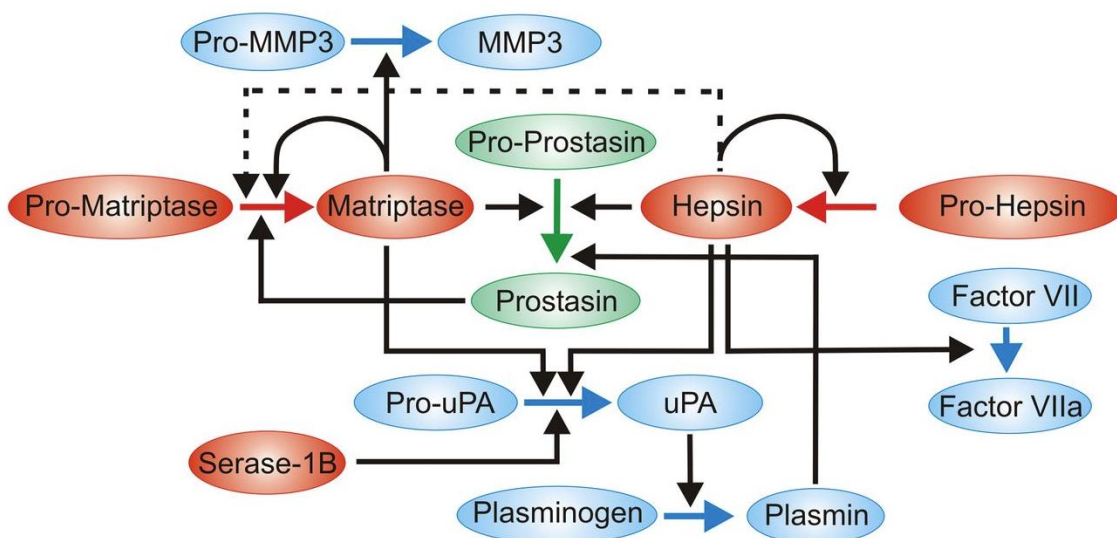 Pro-MMP3
MMP3
Pro-Prostasin
Pro-Matriptase
Matriptase
Hepsin
Pro-Hepsin
Prostasin
Factor VII
Pro-uPA
uPA
Factor VIIa
Serase-1B
Plasminogen
Plasmin